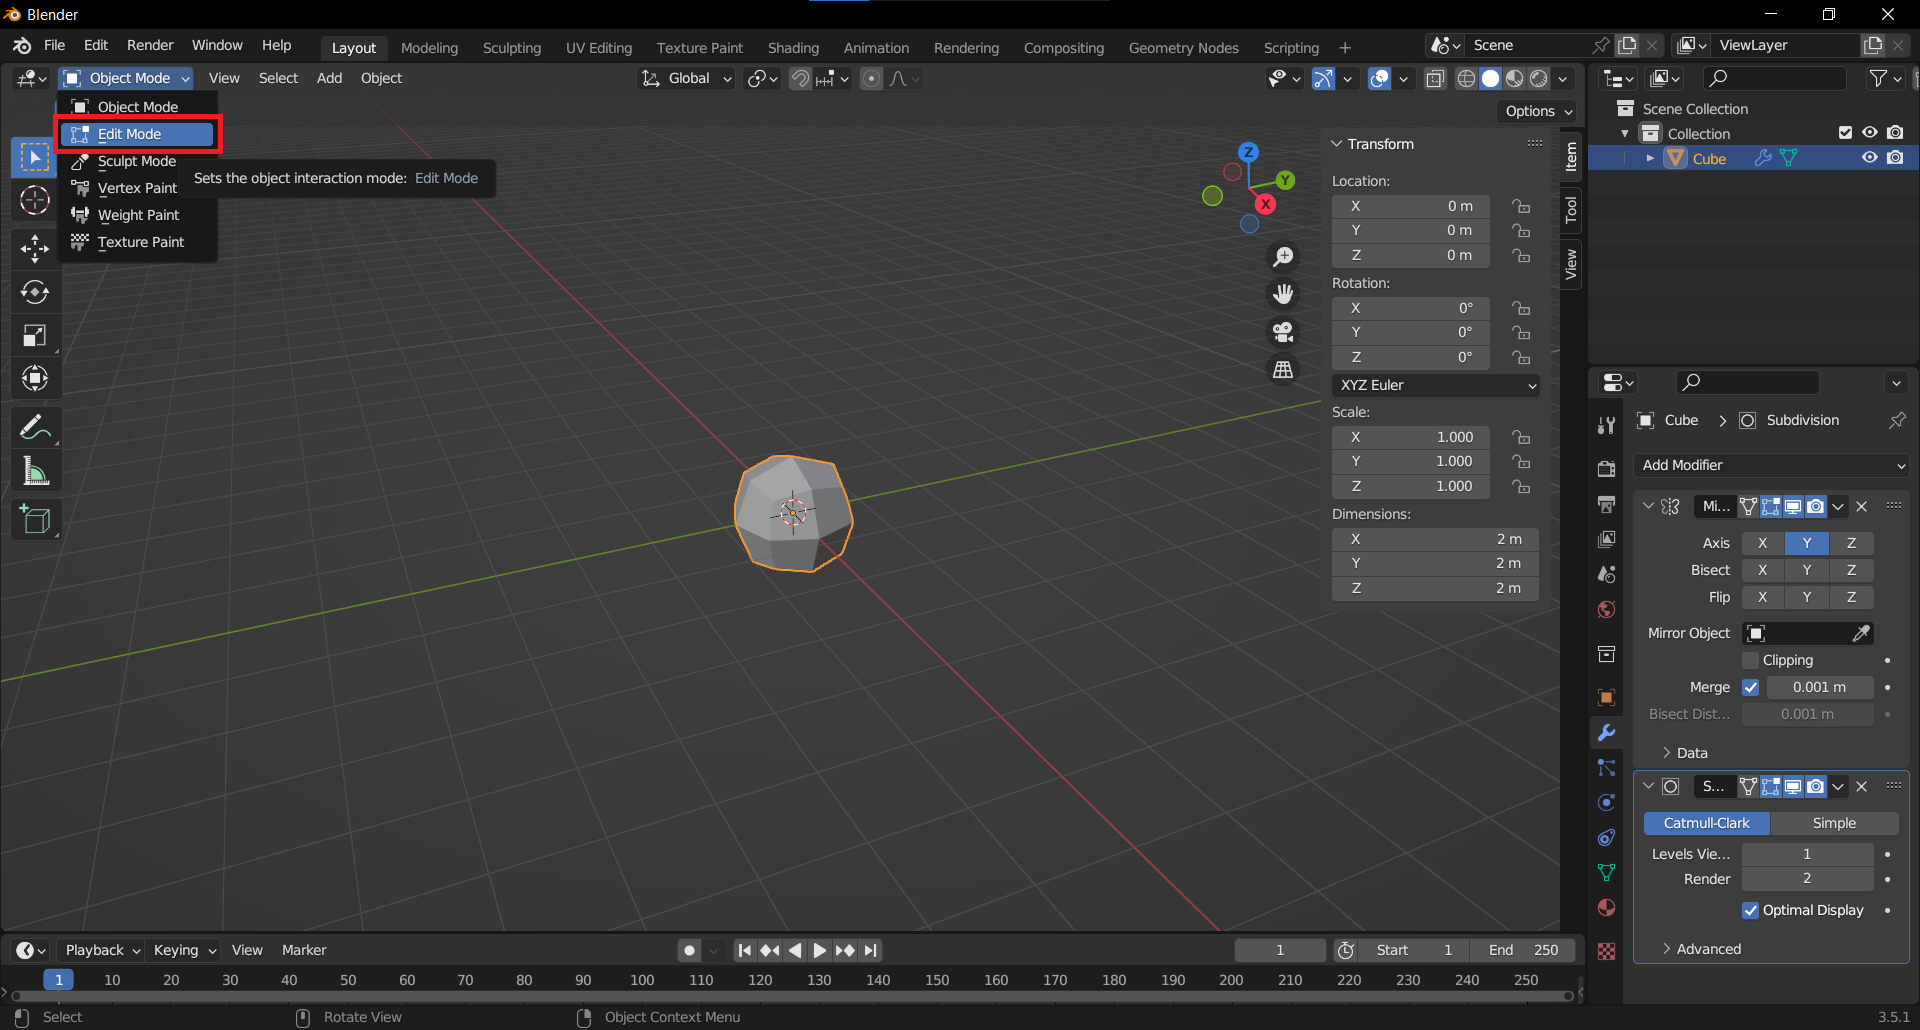 Blender
File Edit Render Window Help Layout Modeling Sculpting UV Editing Texture Paint Shading Animation Rendering Compositing Geometry Nodes Scripting + Scene ViewLayer
Object Mode View Select Add Object Global
Options
Object Mode
Edit Mode
Sculpt Mode
Vertex Paint
Weight Paint
Texture Paint
Sets the object interaction mode: Edit Mode
Z
Y
X
Transform
Location:
X 0 m
Y 0 m
Z 0 m
Rotation:
X 0°
Y 0°
Z 0°
XYZ Euler
Scale:
X 1.000
Y 1.000
Z 1.000
Dimensions:
X 2 m
Y 2 m
Z 2 m
Item
Tool
View
Scene Collection
Collection
Cube
Cube > Subdivision
Add Modifier
Mi...
Axis X Y Z
Bisect X Y Z
Flip X Y Z
Mirror Object
Clipping
Merge 0.001 m
Bisect Dist... 0.001 m
Data
S...
Catmull-Clark Simple
Levels Vie... 1
Render 2
Optimal Display
Advanced
Playback Keying View Marker 1 Start 1 End 250
1 10 20 30 40 50 60 70 80 90 100 110 120 130 140 150 160 170 180 190 200 210 220 230 240 250
Select Rotate View Object Context Menu 3.5.1